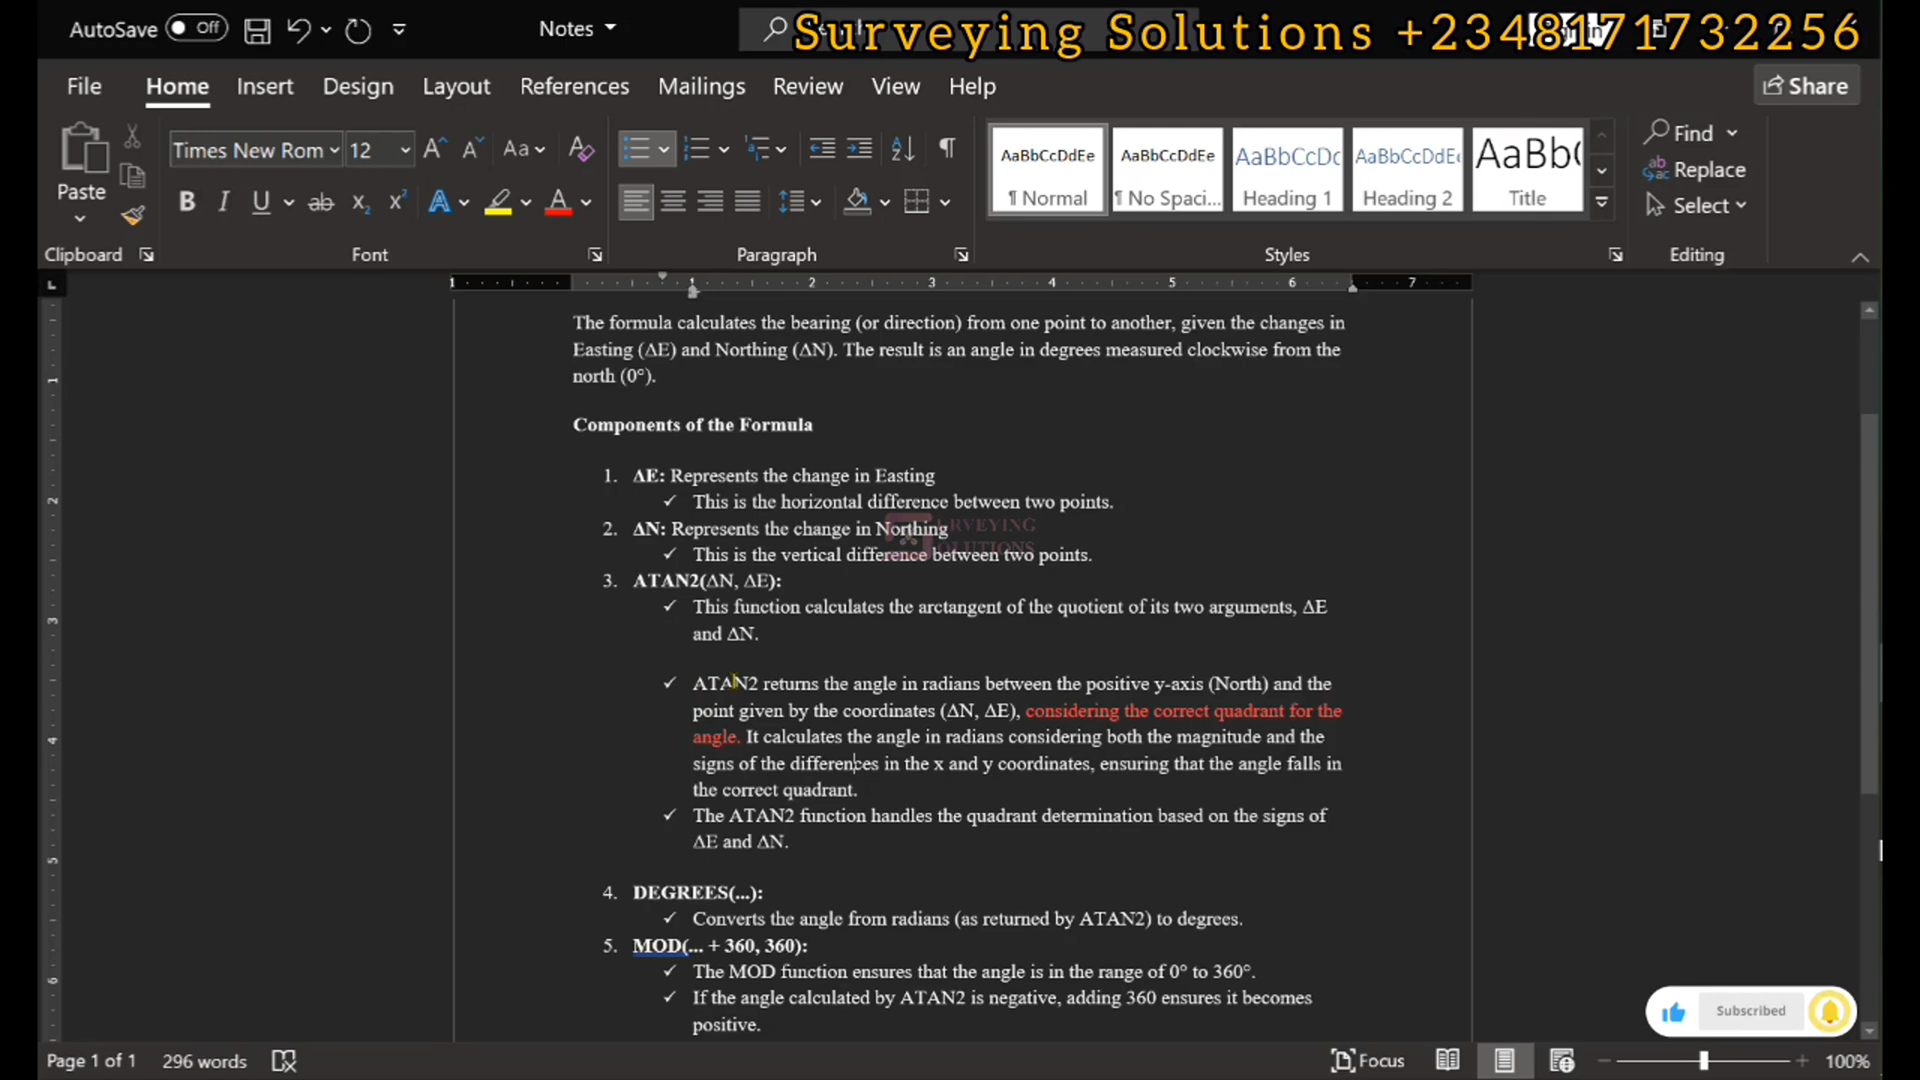 AutoSave Off Notes Surveying Solutions +2348171732256
File Home Insert Design Layout References Mailings Review View Help Share
Times New Rom 12 Aa AaBbCcDdEe AaBbCcDdEe AaBbCcDc AaBbCcDdEe AaBb( Find
Paste ¶ Normal ¶ No Spaci... Heading 1 Heading 2 Title Replace
B I U ab x₂ x² A A Select
Clipboard Font Paragraph Styles Editing
1 1 2 3 4 5 6 7
The formula calculates the bearing (or direction) from one point to another, given the changes in
Easting (ΔE) and Northing (ΔN). The result is an angle in degrees measured clockwise from the
north (0°).
Components of the Formula
1. ΔE: Represents the change in Easting
✓ This is the horizontal difference between two points.
2. ΔN: Represents the change in Northing
✓ This is the vertical difference between two points.
3. ATAN2(ΔN, ΔE):
✓ This function calculates the arctangent of the quotient of its two arguments, ΔE
and ΔN.
✓ ATAN2 returns the angle in radians between the positive y-axis (North) and the
point given by the coordinates (ΔN, ΔE), considering the correct quadrant for the
angle. It calculates the angle in radians considering both the magnitude and the
signs of the differences in the x and y coordinates, ensuring that the angle falls in
the correct quadrant.
✓ The ATAN2 function handles the quadrant determination based on the signs of
ΔE and ΔN.
4. DEGREES(...):
✓ Converts the angle from radians (as returned by ATAN2) to degrees.
5. MOD(... + 360, 360):
✓ The MOD function ensures that the angle is in the range of 0° to 360°.
✓ If the angle calculated by ATAN2 is negative, adding 360 ensures it becomes
positive.
Subscribed
Page 1 of 1 296 words Focus 100%